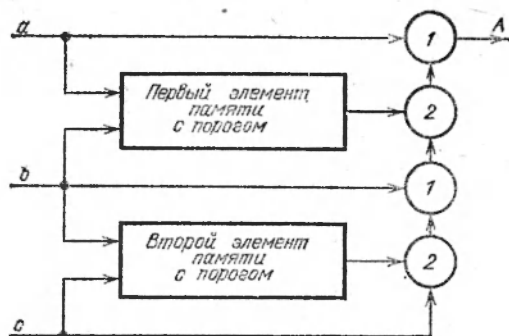 a
1
A
Первый элемент
памяти
с порогом
2
b
1
Второй элемент
памяти
с порогом
2
c